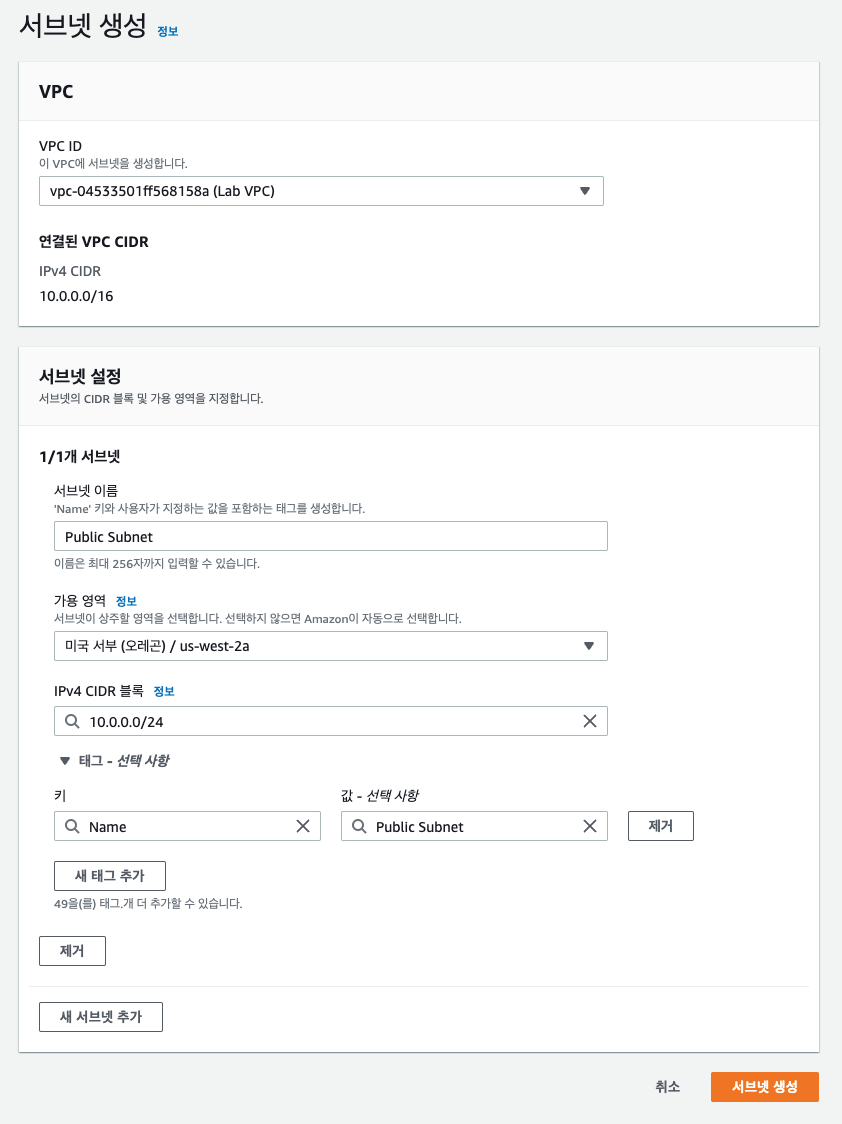 서브넷 생성 정보
VPC
VPC ID
이 VPC에 서브넷을 생성합니다.
vpc-04533501ff568158a (Lab VPC)
연결된 VPC CIDR
IPv4 CIDR
10.0.0.0/16
서브넷 설정
서브넷의 CIDR 블록 및 가용 영역을 지정합니다.
1/1개 서브넷
서브넷 이름
'Name' 키와 사용자가 지정하는 값을 포함하는 태그를 생성합니다.
Public Subnet
이름은 최대 256자까지 입력할 수 있습니다.
가용 영역 정보
서브넷이 상주할 영역을 선택합니다. 선택하지 않으면 Amazon이 자동으로 선택합니다.
미국 서부 (오레곤) / us-west-2a
IPv4 CIDR 블록 정보
10.0.0.0/24
태그 - 선택 사항
키 값 - 선택 사항
Name Public Subnet 제거
새 태그 추가
49을(를) 태그.개 더 추가할 수 있습니다.
제거
새 서브넷 추가
취소 서브넷 생성